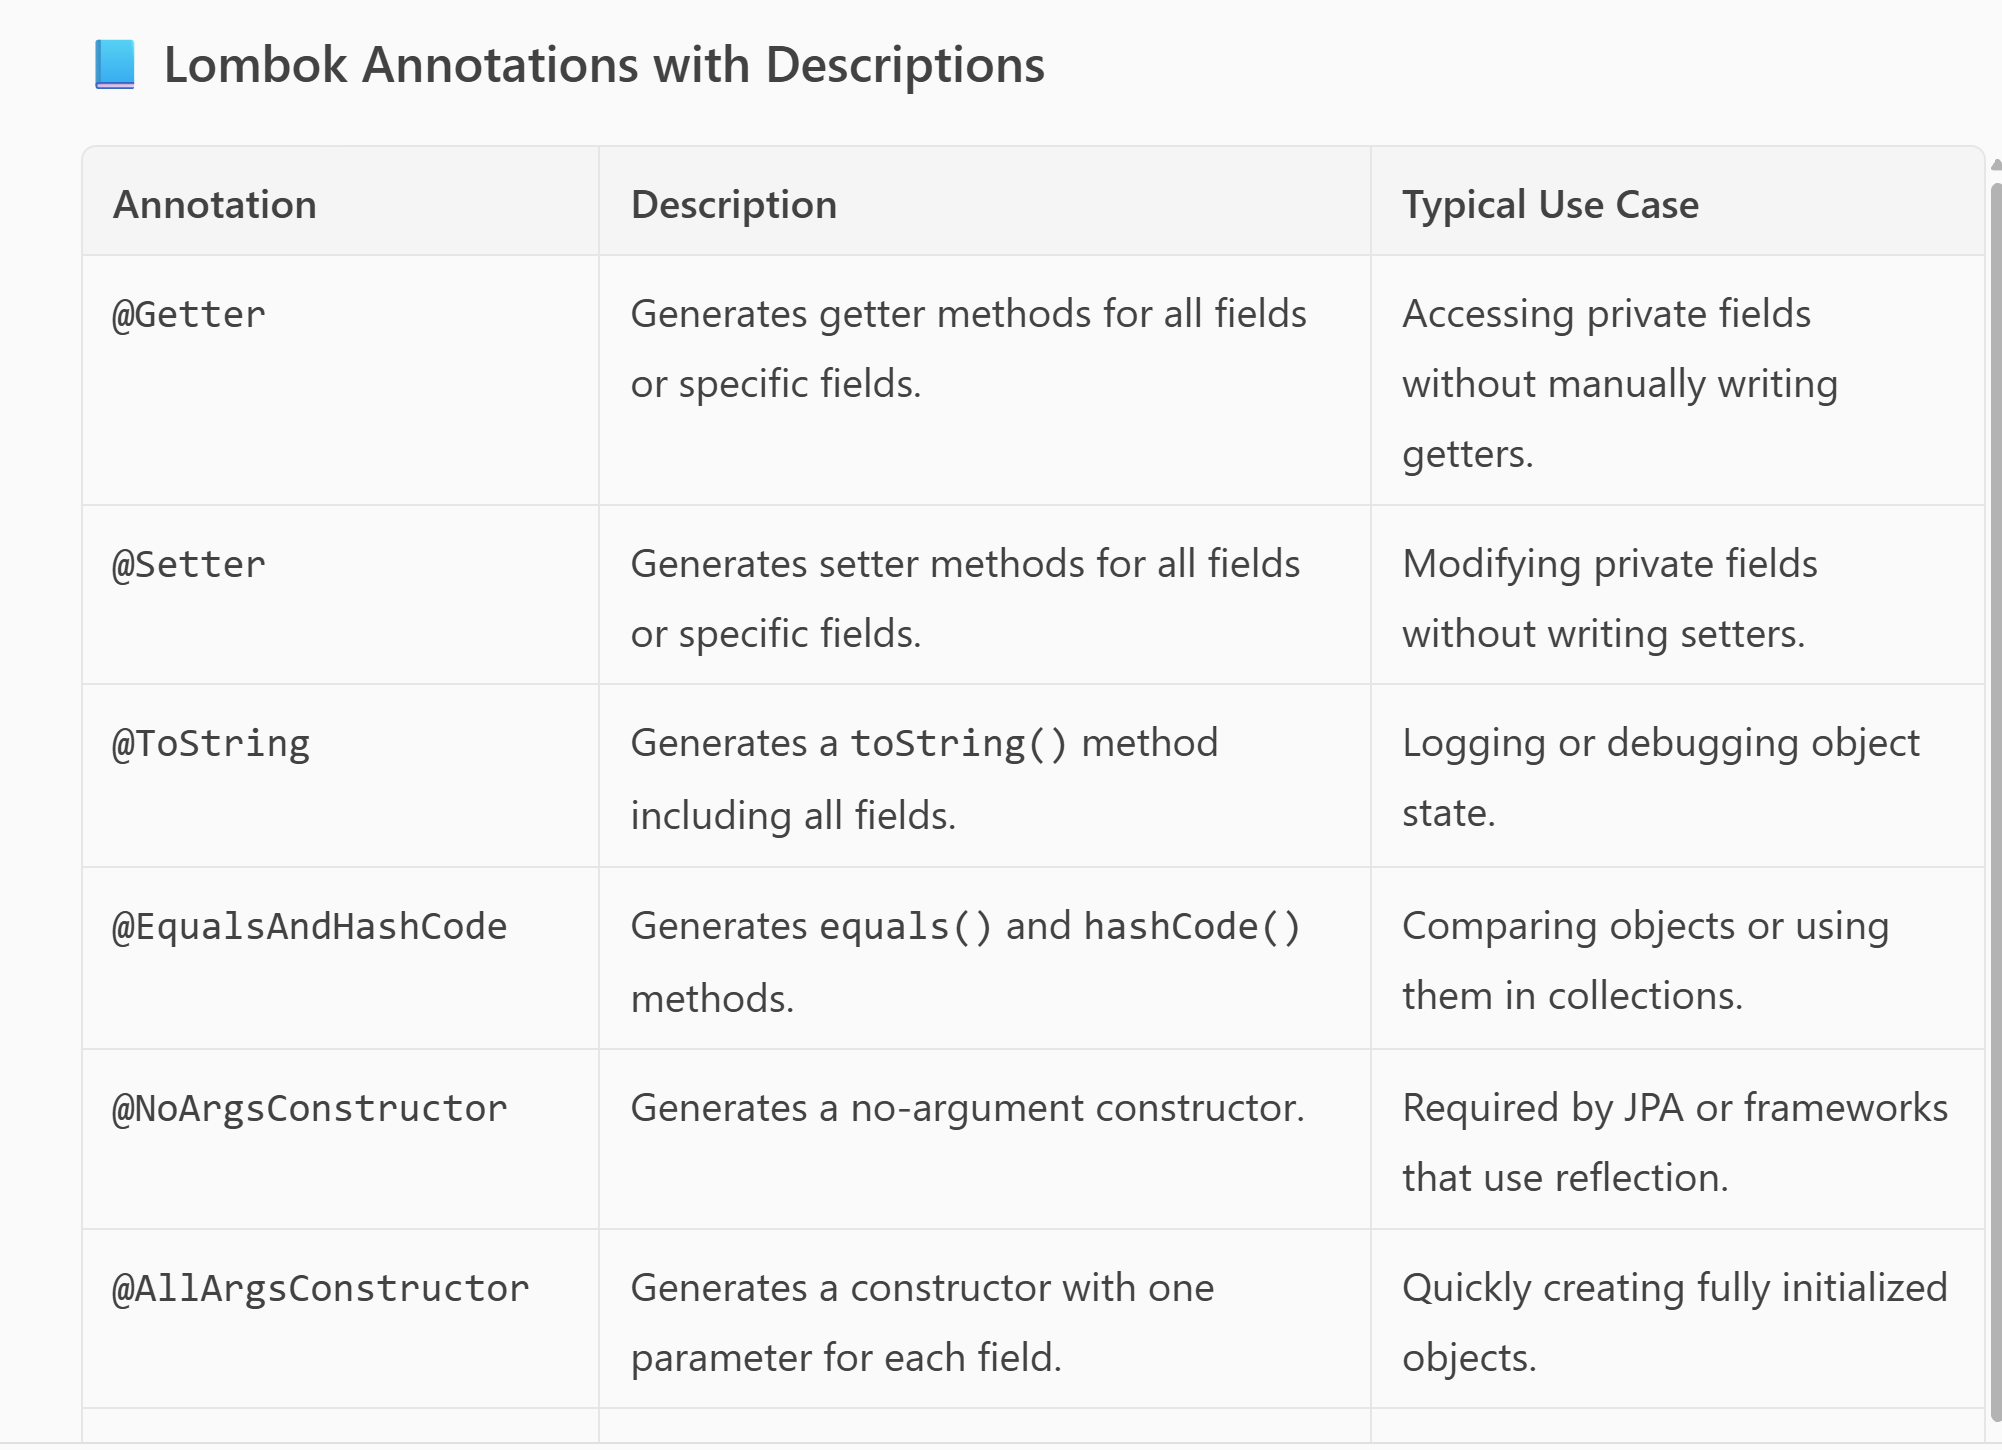 Lombok Annotations with Descriptions
Annotation
Description
Typical Use Case
@Getter
Generates getter methods for all fields
or specific fields.
Accessing private fields
without manually writing
getters.
@Setter
Generates setter methods for all fields
or specific fields.
Modifying private fields
without writing setters.
@ToString
Generates a toString() method
including all fields.
Logging or debugging object
state.
@EqualsAndHashCode
Generates equals() and hashCode()
methods.
Comparing objects or using
them in collections.
@NoArgsConstructor
Generates a no-argument constructor.
Required by JPA or frameworks
that use reflection.
@AllArgsConstructor
Generates a constructor with one
parameter for each field.
Quickly creating fully initialized
objects.